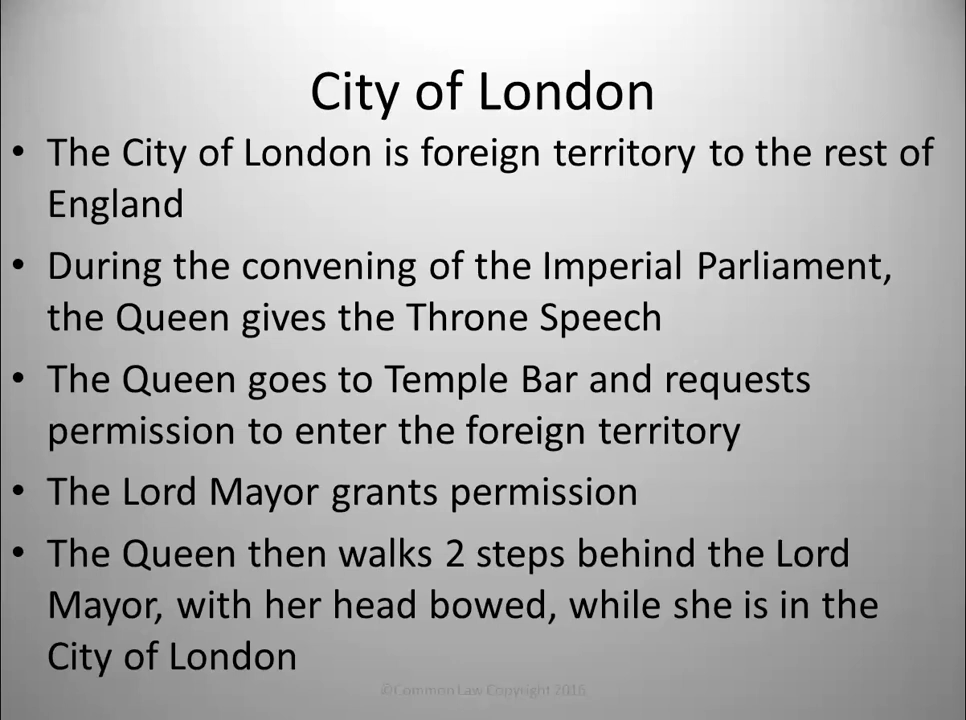 City of London
• The City of London is foreign territory to the rest of
England
• During the convening of the Imperial Parliament,
the Queen gives the Throne Speech
• The Queen goes to Temple Bar and requests
permission to enter the foreign territory
• The Lord Mayor grants permission
• The Queen then walks 2 steps behind the Lord
Mayor, with her head bowed, while she is in the
City of London
©Common Law Copyright 2016